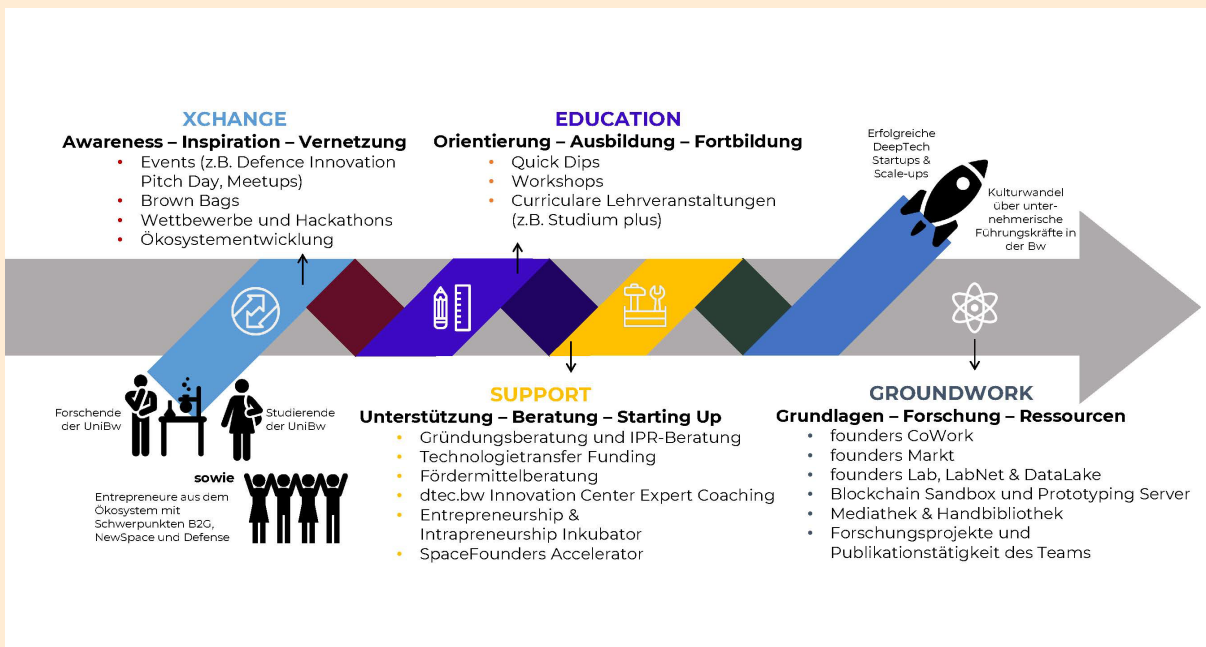 XCHANGE
Awareness – Inspiration – Vernetzung
• Events (z.B. Defence Innovation
Pitch Day, Meetups)
• Brown Bags
• Wettbewerbe und Hackathons
• Ökosystementwicklung
EDUCATION
Orientierung – Ausbildung – Fortbildung
• Quick Dips
• Workshops
• Curriculare Lehrveranstaltungen
(z.B. Studium plus)
Erfolgreiche
DeepTech
Startups &
Scale-ups
Kulturwandel
über unter-
nehmerische
Führungskräfte in
der Bw
Forschende
der UniBw
Studierende
der UniBw
sowie
Entrepreneure aus dem
Ökosystem mit
Schwerpunkten B2G,
NewSpace und Defense
SUPPORT
Unterstützung – Beratung – Starting Up
• Gründungsberatung und IPR-Beratung
• Technologietransfer Funding
• Fördermittelberatung
• dtec.bw Innovation Center Expert Coaching
• Entrepreneurship &
Intrapreneurship Inkubator
• SpaceFounders Accelerator
GROUNDWORK
Grundlagen – Forschung – Ressourcen
• founders CoWork
• founders Markt
• founders Lab, LabNet & DataLake
• Blockchain Sandbox und Prototyping Server
• Mediathek & Handbibliothek
• Forschungsprojekte und
Publikationstätigkeit des Teams